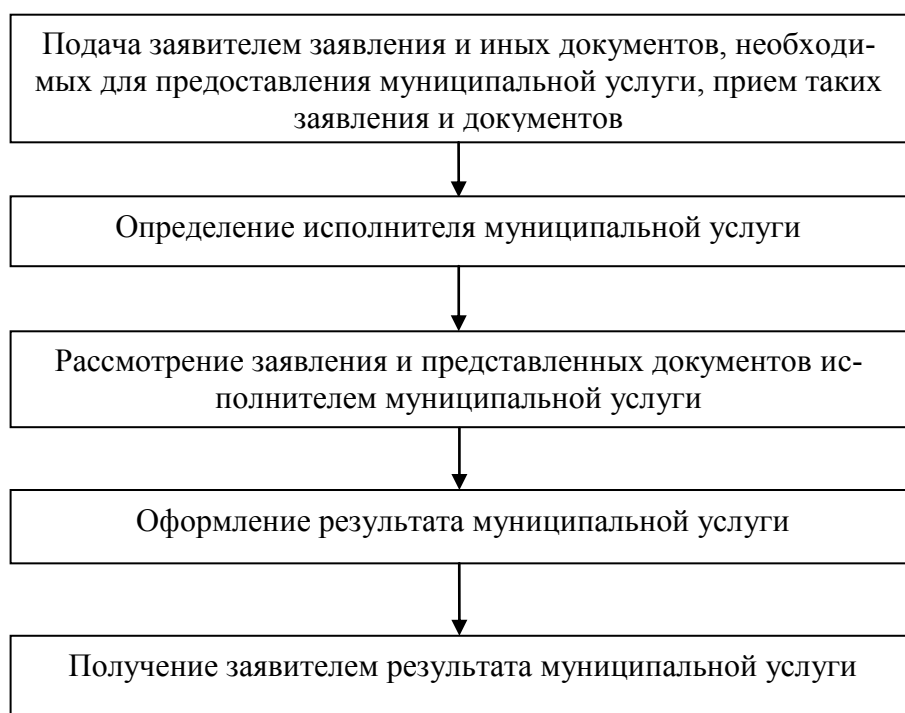 Подача заявителем заявления и иных документов, необходи-
мых для предоставления муниципальной услуги, прием таких
заявления и документов
Определение исполнителя муниципальной услуги
Рассмотрение заявления и представленных документов ис-
полнителем муниципальной услуги
Оформление результата муниципальной услуги
Получение заявителем результата муниципальной услуги